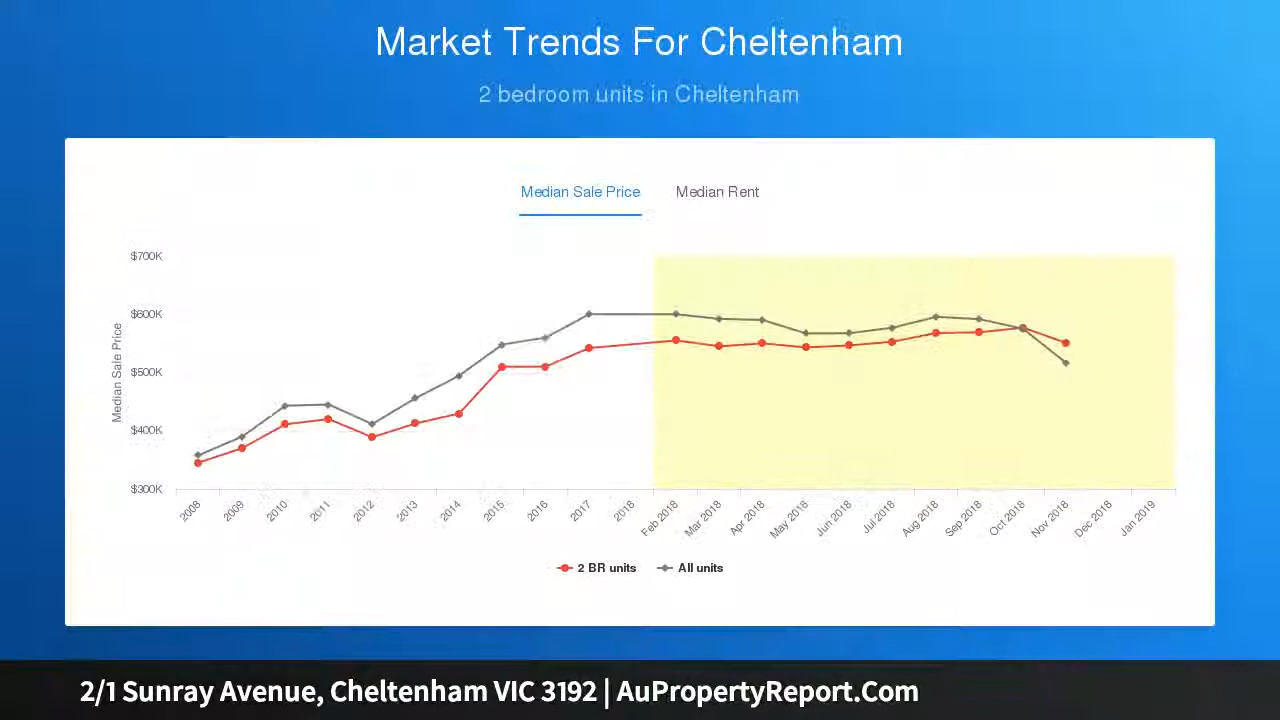 Market Trends For Cheltenham
2 bedroom units in Cheltenham
Median Sale Price Median Rent
$700K
$600K
$500K
$400K
$300K
Median Sale Price
2008 2009 2010 2011 2012 2013 2014 2015 2016 2017 2018 Feb 2018 Mar 2018 Apr 2018 May 2018 Jun 2018 Jul 2018 Aug 2018 Sep 2018 Oct 2018 Nov 2018 Dec 2018 Jan 2019
2 BR units All units
2/1 Sunray Avenue, Cheltenham VIC 3192 | AuPropertyReport.Com